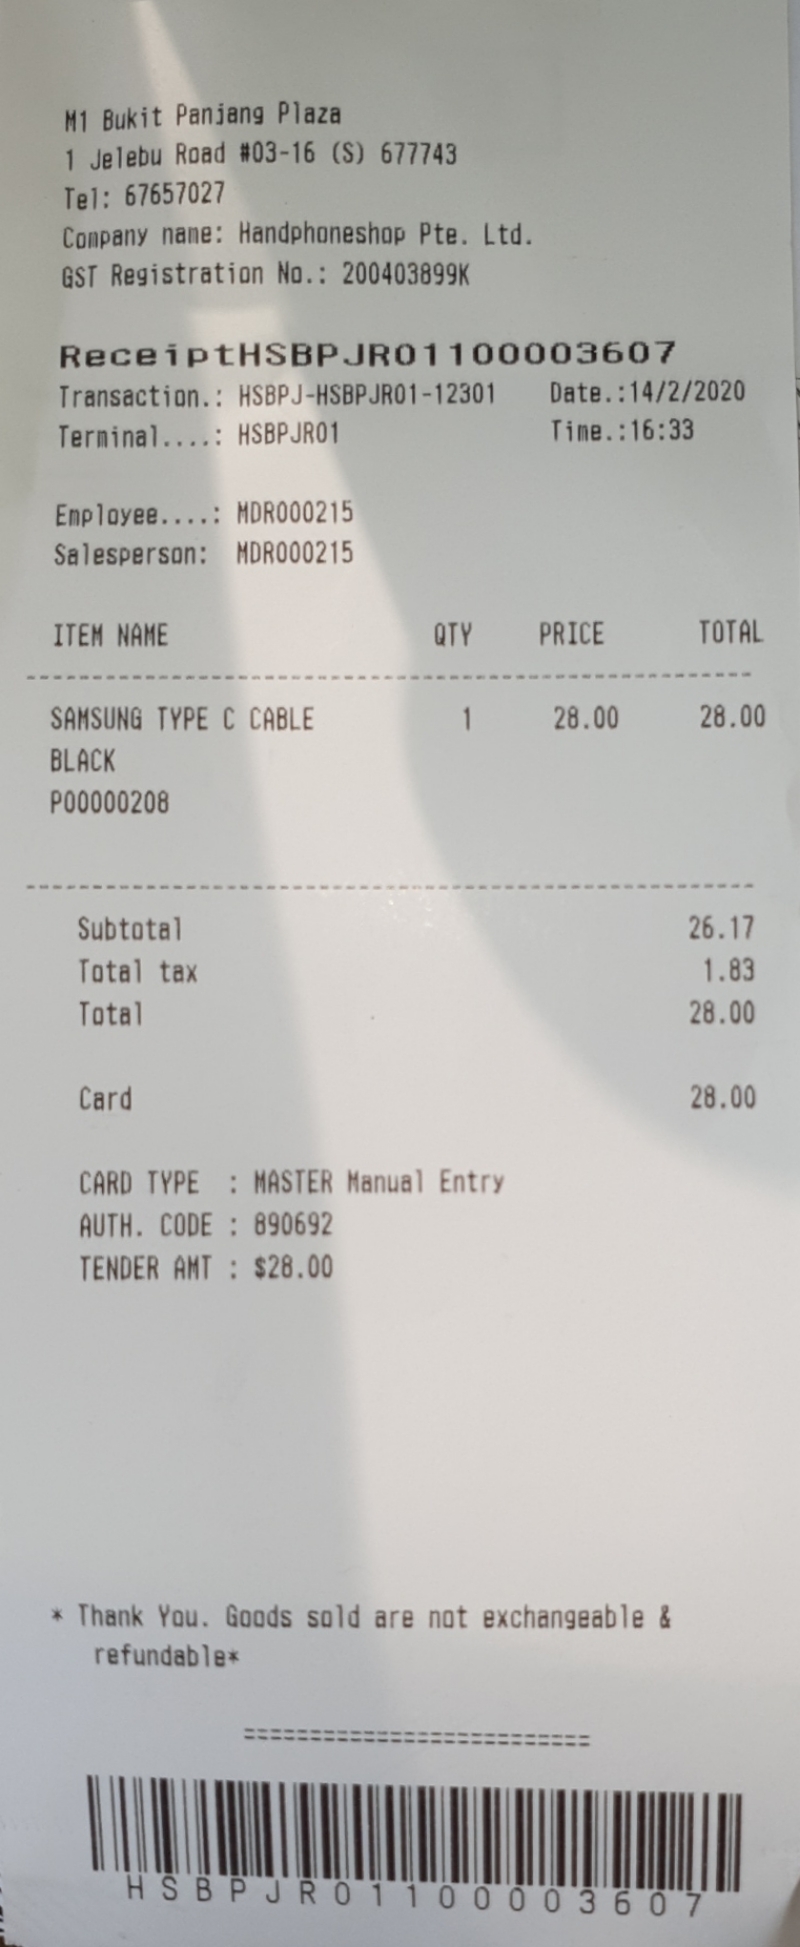 M1 Bukit Panjang Plaza
1 Jelebu Road #03-16 (S) 677743
Tel: 67657027
Company name: Handphoneshop Pte. Ltd.
GST Registration No.: 200403899K
ReceiptHSBPJR01100003607
Transaction.: HSBPJ-HSBPJR01-12301 Date.:14/2/2020
Terminal....: HSBPJR01 Time.:16:33
Employee....: MDR000215
Salesperson: MDR000215
ITEM NAME QTY PRICE TOTAL
SAMSUNG TYPE C CABLE 1 28.00 28.00
BLACK
P00000208
Subtotal 26.17
Total tax 1.83
Total 28.00
Card 28.00
CARD TYPE : MASTER Manual Entry
AUTH. CODE : 890692
TENDER AMT : $28.00
* Thank You. Goods sold are not exchangeable &
refundable*
HSBPJR01100003607